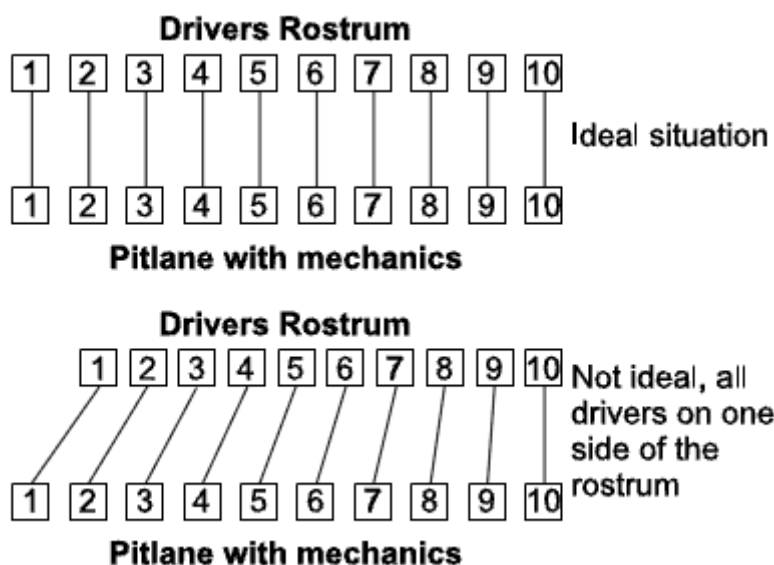 Drivers Rostrum
1 2 3 4 5 6 7 8 9 10
Ideal situation
1 2 3 4 5 6 7 8 9 10
Pitlane with mechanics
Drivers Rostrum
1 2 3 4 5 6 7 8 9 10
Not ideal, all
drivers on one
side of the
rostrum
1 2 3 4 5 6 7 8 9 10
Pitlane with mechanics